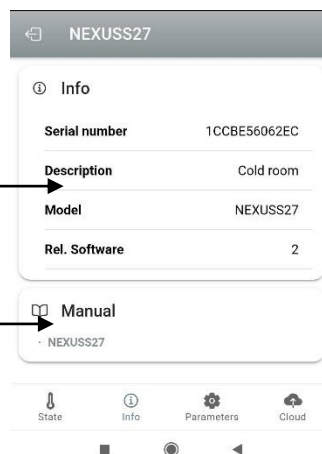 NEXUSS27
Info
Serial number 1CCBE56062EC
Description Cold room
Model NEXUSS27
Rel. Software 2
Manual
· NEXUSS27
State Info Parameters Cloud